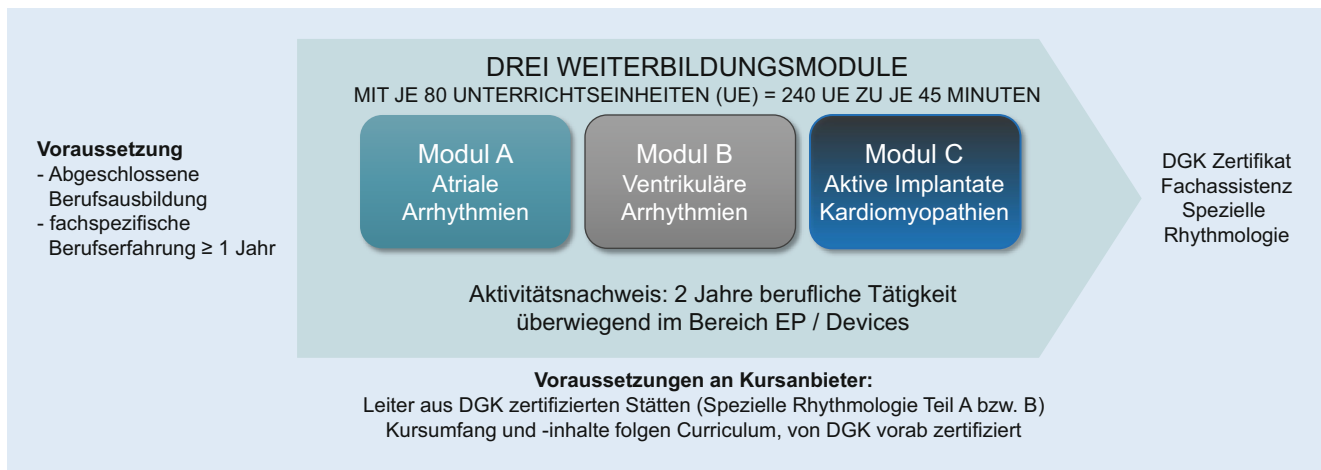 DREI WEITERBILDUNGSMODULE
MIT JE 80 UNTERRICHTSEINHEITEN (UE) = 240 UE ZU JE 45 MINUTEN
Voraussetzung
- Abgeschlossene
Berufsausbildung
- fachspezifische
Berufserfahrung ≥ 1 Jahr
Modul A
Atriale
Arrhythmien
Modul B
Ventrikuläre
Arrhythmien
Modul C
Aktive Implantate
Kardiomyopathien
DGK Zertifikat
Fachassistenz
Spezielle
Rhythmologie
Aktivitätsnachweis: 2 Jahre berufliche Tätigkeit
überwiegend im Bereich EP / Devices
Voraussetzungen an Kursanbieter:
Leiter aus DGK zertifizierten Stätten (Spezielle Rhythmologie Teil A bzw. B)
Kursumfang und -inhalte folgen Curriculum, von DGK vorab zertifiziert